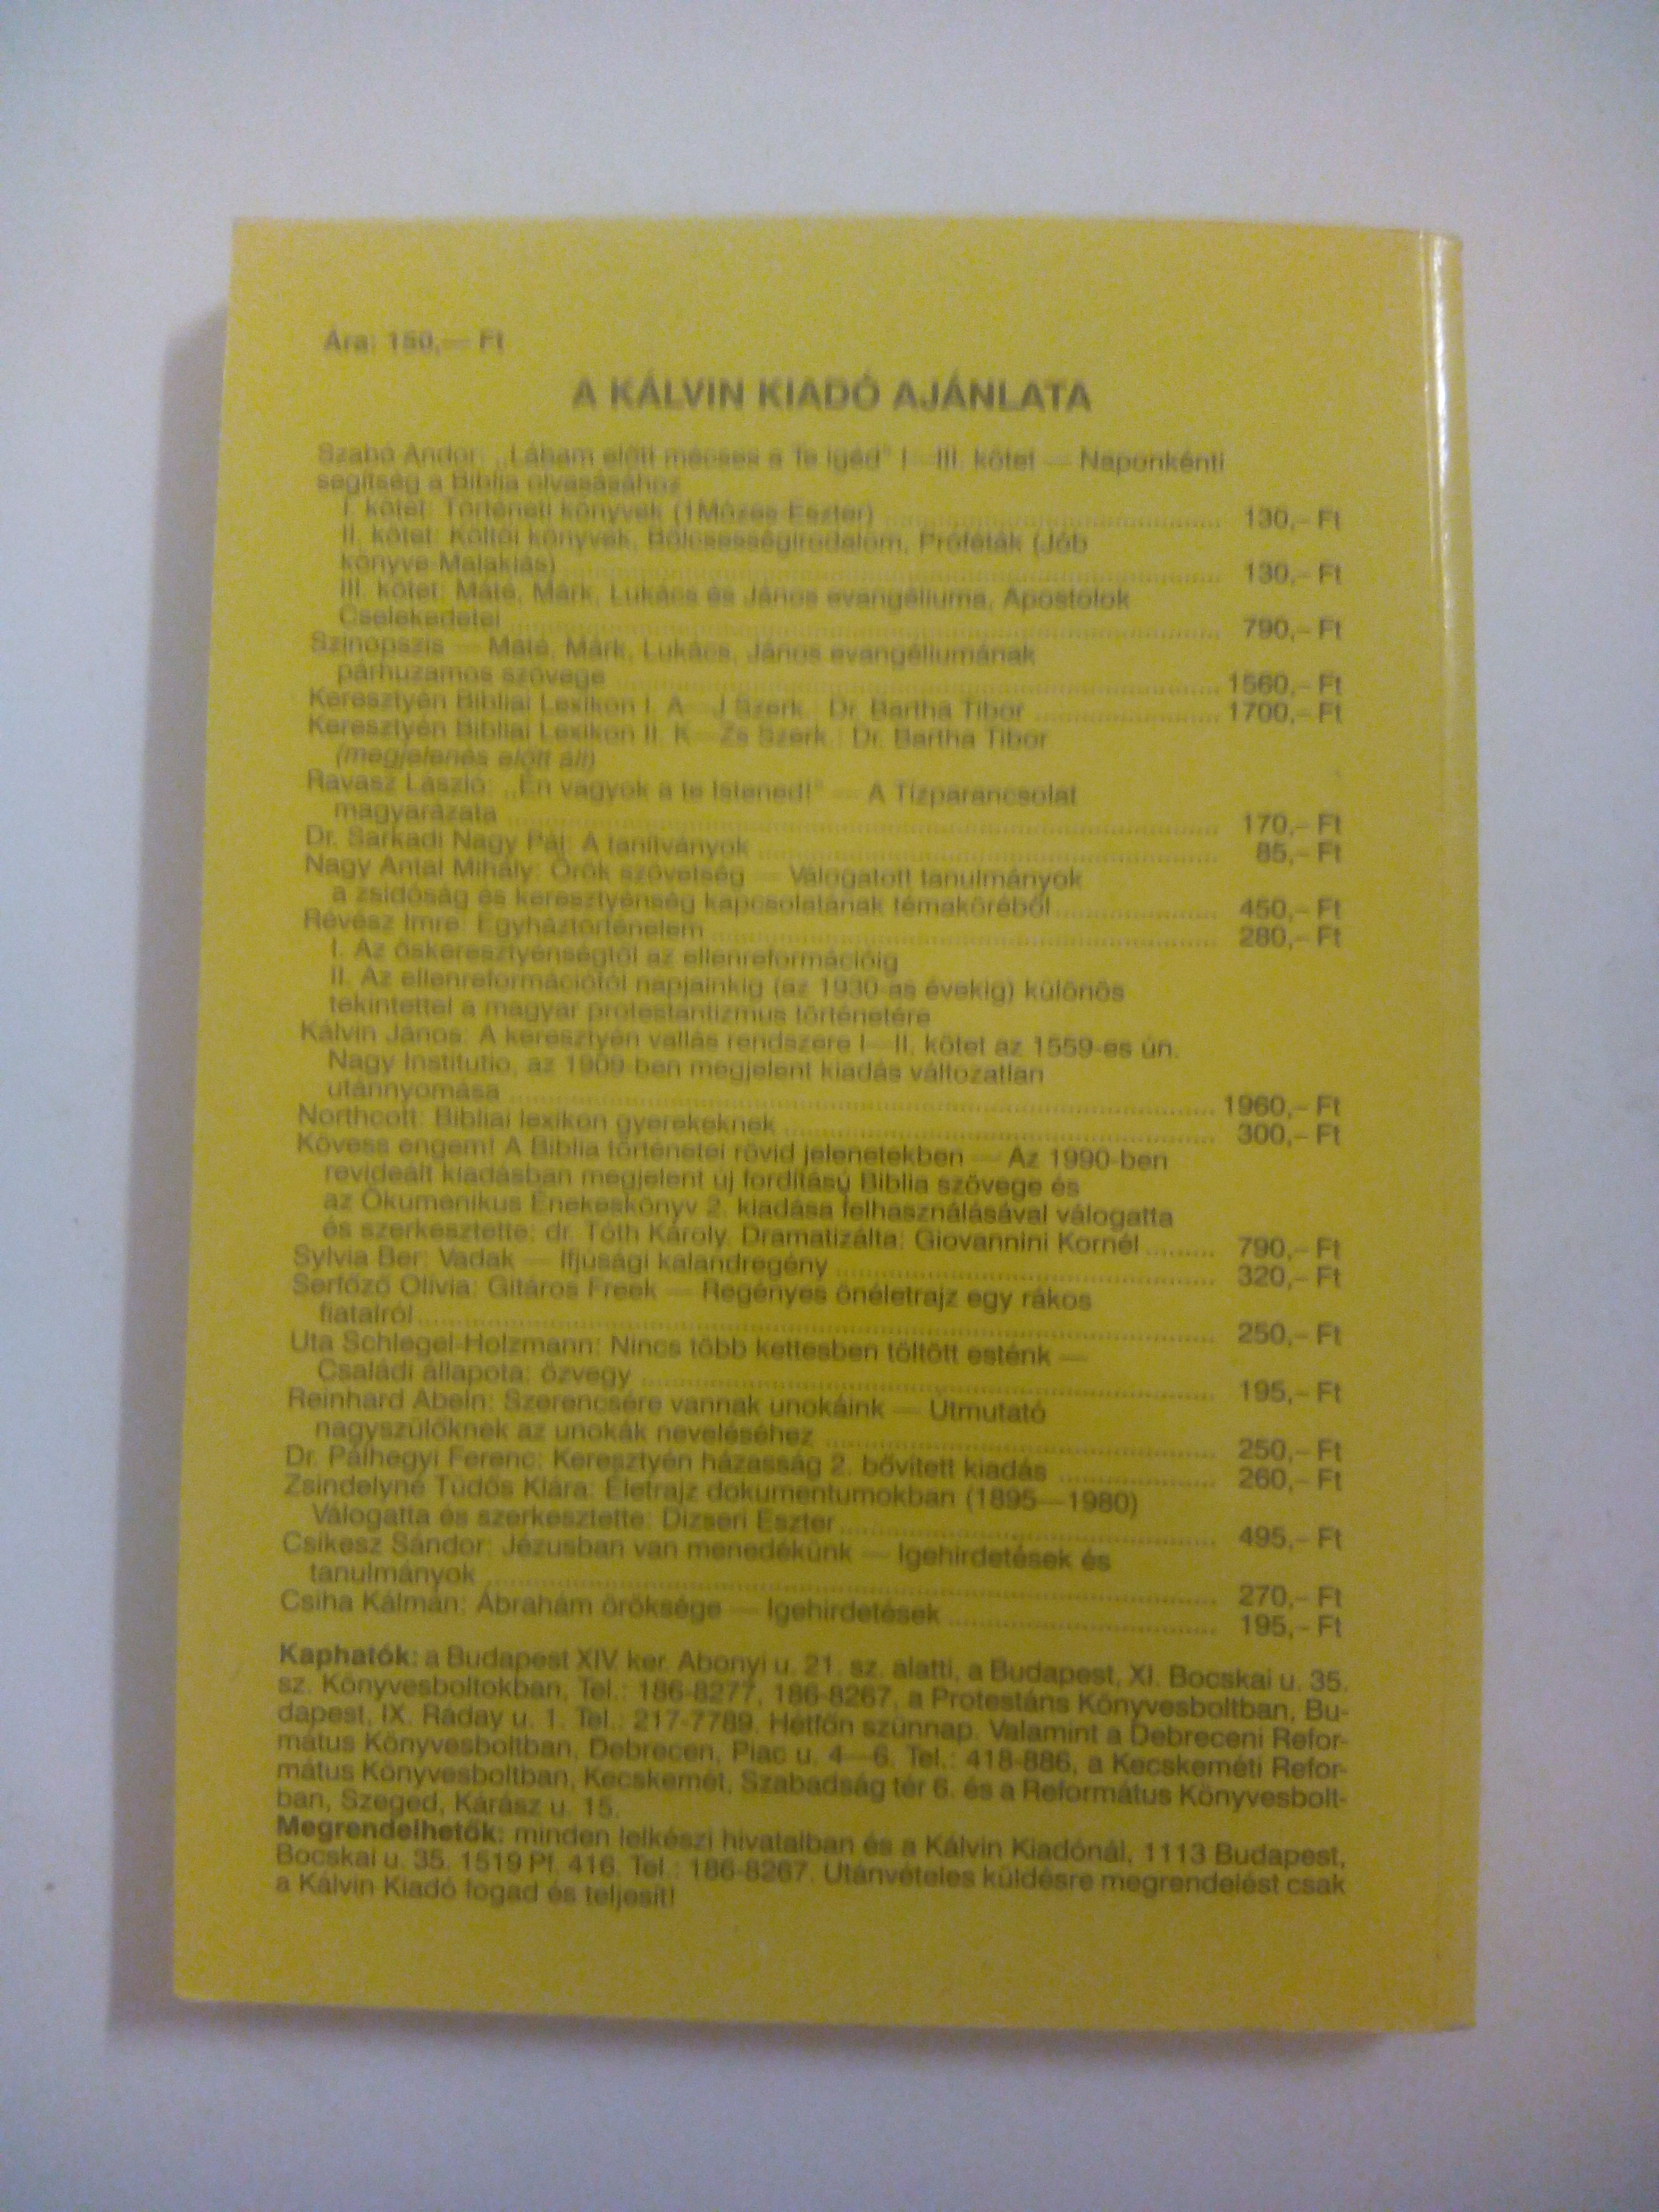 Ára: 150,— Ft
A KÁLVIN KIADÓ AJÁNLATA
Szabó Andor: „Lábam előtt mécses a Te igéd" I—III. kötet — Naponkénti
segítség a Biblia olvasásához
I. kötet: Történeti könyvek (1Mózes-Eszter) ........ 130,– Ft
II. kötet: Költői könyvek, Bölcsességirodalom, Próféták (Jób
könyve-Malakiás) ........ 130,– Ft
III. kötet: Máté, Márk, Lukács és János evangéliuma, Apostolok
Cselekedetei ........ 790,– Ft
Szinopszis — Máté, Márk, Lukács, János evangéliumának
párhuzamos szövege ........ 1560,– Ft
Keresztyén Bibliai Lexikon I. A—J Szerk.: Dr. Bartha Tibor ........ 1700,– Ft
Keresztyén Bibliai Lexikon II. K—Zs Szerk.: Dr. Bartha Tibor
(megjelenés előtt áll)
Ravasz László: „Én vagyok a te Istened!" — A Tízparancsolat
magyarázata ........ 170,– Ft
Dr. Sarkadi Nagy Pál: A tanítványok ........ 85,– Ft
Nagy Antal Mihály: Örök szövetség — Válogatott tanulmányok
a zsidóság és keresztyénség kapcsolatának témaköréből ........ 450,– Ft
Révész Imre: Egyháztörténelem ........ 280,– Ft
I. Az őskeresztyénségtől az ellenreformációig
II. Az ellenreformációtól napjainkig (az 1930-as évekig) különös
tekintettel a magyar protestantizmus történetére
Kálvin János: A keresztyén vallás rendszere I—II. kötet az 1559-es ún.
Nagy Institutio, az 1909-ben megjelent kiadás változatlan
utánnyomása ........ 1960,– Ft
Northcott: Bibliai lexikon gyerekeknek ........ 300,– Ft
Kövess engem! A Biblia történetei rövid jelenetekben — Az 1990-ben
revideált kiadásban megjelent új fordítású Biblia szövege és
az Ökumenikus Énekeskönyv 2. kiadása felhasználásával válogatta
és szerkesztette: dr. Tóth Károly. Dramatizálta: Giovannini Kornél ........ 790,– Ft
Sylvia Ber: Vadak — Ifjúsági kalandregény ........ 320,– Ft
Serfőző Olivia: Gitáros Freek — Regényes önéletrajz egy rákos
fiatalról ........ 250,– Ft
Uta Schlegel-Holzmann: Nincs több kettesben töltött esténk —
Családi állapota: özvegy ........ 195,– Ft
Reinhard Abeln: Szerencsére vannak unokáink — Útmutató
nagyszülőknek az unokák neveléséhez ........ 250,– Ft
Dr. Pálhegyi Ferenc: Keresztyén házasság 2. bővített kiadás ........ 260,– Ft
Zsindelyné Tüdős Klára: Életrajz dokumentumokban (1895—1980)
Válogatta és szerkesztette: Dizseri Eszter ........ 495,– Ft
Csikesz Sándor: Jézusban van menedékünk — Igehirdetések és
tanulmányok ........ 270,– Ft
Csiha Kálmán: Ábrahám öröksége — Igehirdetések ........ 195,– Ft
Kaphatók: a Budapest XIV. ker. Abonyi u. 21. sz. alatti, a Budapest, XI. Bocskai u. 35.
sz. Könyvesboltokban, Tel.: 186-8277, 186-8267, a Protestáns Könyvesboltban, Bu-
dapest, IX. Ráday u. 1. Tel.: 217-7789. Hétfőn szünnap. Valamint a Debreceni Refor-
mátus Könyvesboltban, Debrecen, Piac u. 4—6. Tel.: 418-886, a Kecskeméti Refor-
mátus Könyvesboltban, Kecskemét, Szabadság tér 6. és a Református Könyvesbolt-
ban, Szeged, Kárász u. 15.
Megrendelhetők: minden lelkészi hivatalban és a Kálvin Kiadónál, 1113 Budapest,
Bocskai u. 35. 1519 Pf. 416. Tel.: 186-8267. Utánvételes küldésre megrendelést csak
a Kálvin Kiadó fogad és teljesít!